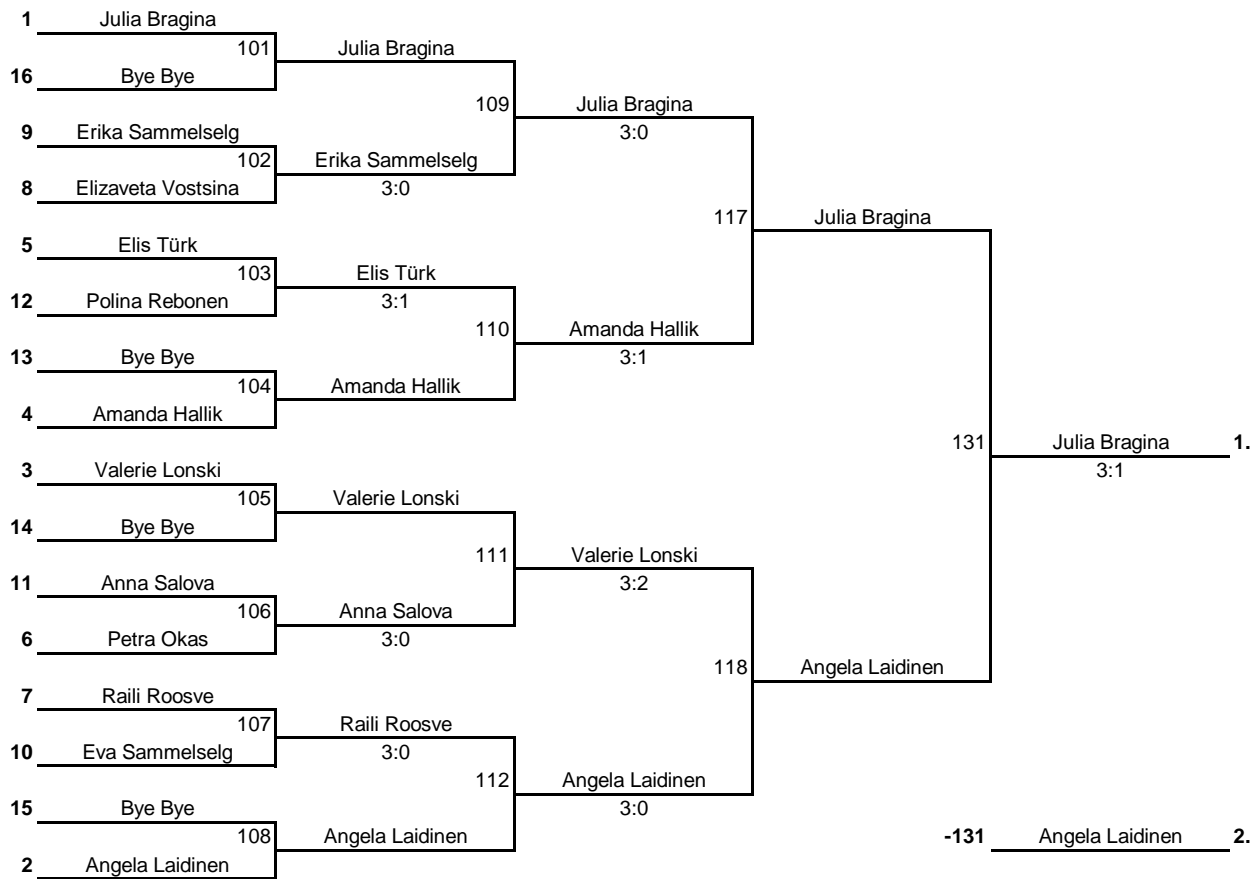 1 Julia Bragina
101 Julia Bragina
16 Bye Bye
109 Julia Bragina
3:0
9 Erika Sammelselg
102 Erika Sammelselg
3:0
8 Elizaveta Vostsina
117 Julia Bragina
5 Elis Türk
103 Elis Türk
3:1
12 Polina Rebonen
110 Amanda Hallik
3:1
13 Bye Bye
104 Amanda Hallik
4 Amanda Hallik
131 Julia Bragina 1.
3:1
3 Valerie Lonski
105 Valerie Lonski
14 Bye Bye
111 Valerie Lonski
3:2
11 Anna Salova
106 Anna Salova
3:0
6 Petra Okas
118 Angela Laidinen
7 Raili Roosve
107 Raili Roosve
3:0
10 Eva Sammelselg
112 Angela Laidinen
3:0
15 Bye Bye
108 Angela Laidinen
2 Angela Laidinen
-131 Angela Laidinen 2.